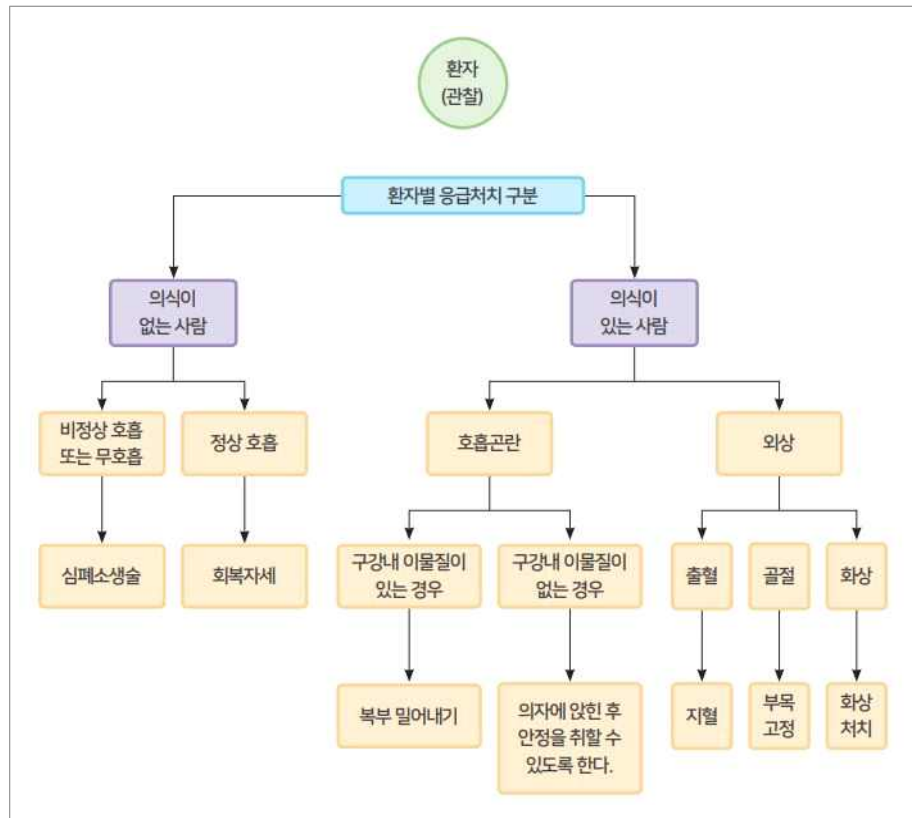 환자
(관찰)
환자별 응급처치 구분
의식이
없는 사람
의식이
있는 사람
비정상 호흡
또는 무호흡
정상 호흡
호흡곤란
외상
심폐소생술
회복자세
구강내 이물질이
있는 경우
구강내 이물질이
없는 경우
출혈
골절
화상
복부 밀어내기
의자에 앉힌 후
안정을 취할 수
있도록 한다.
지혈
부목
고정
화상
처치